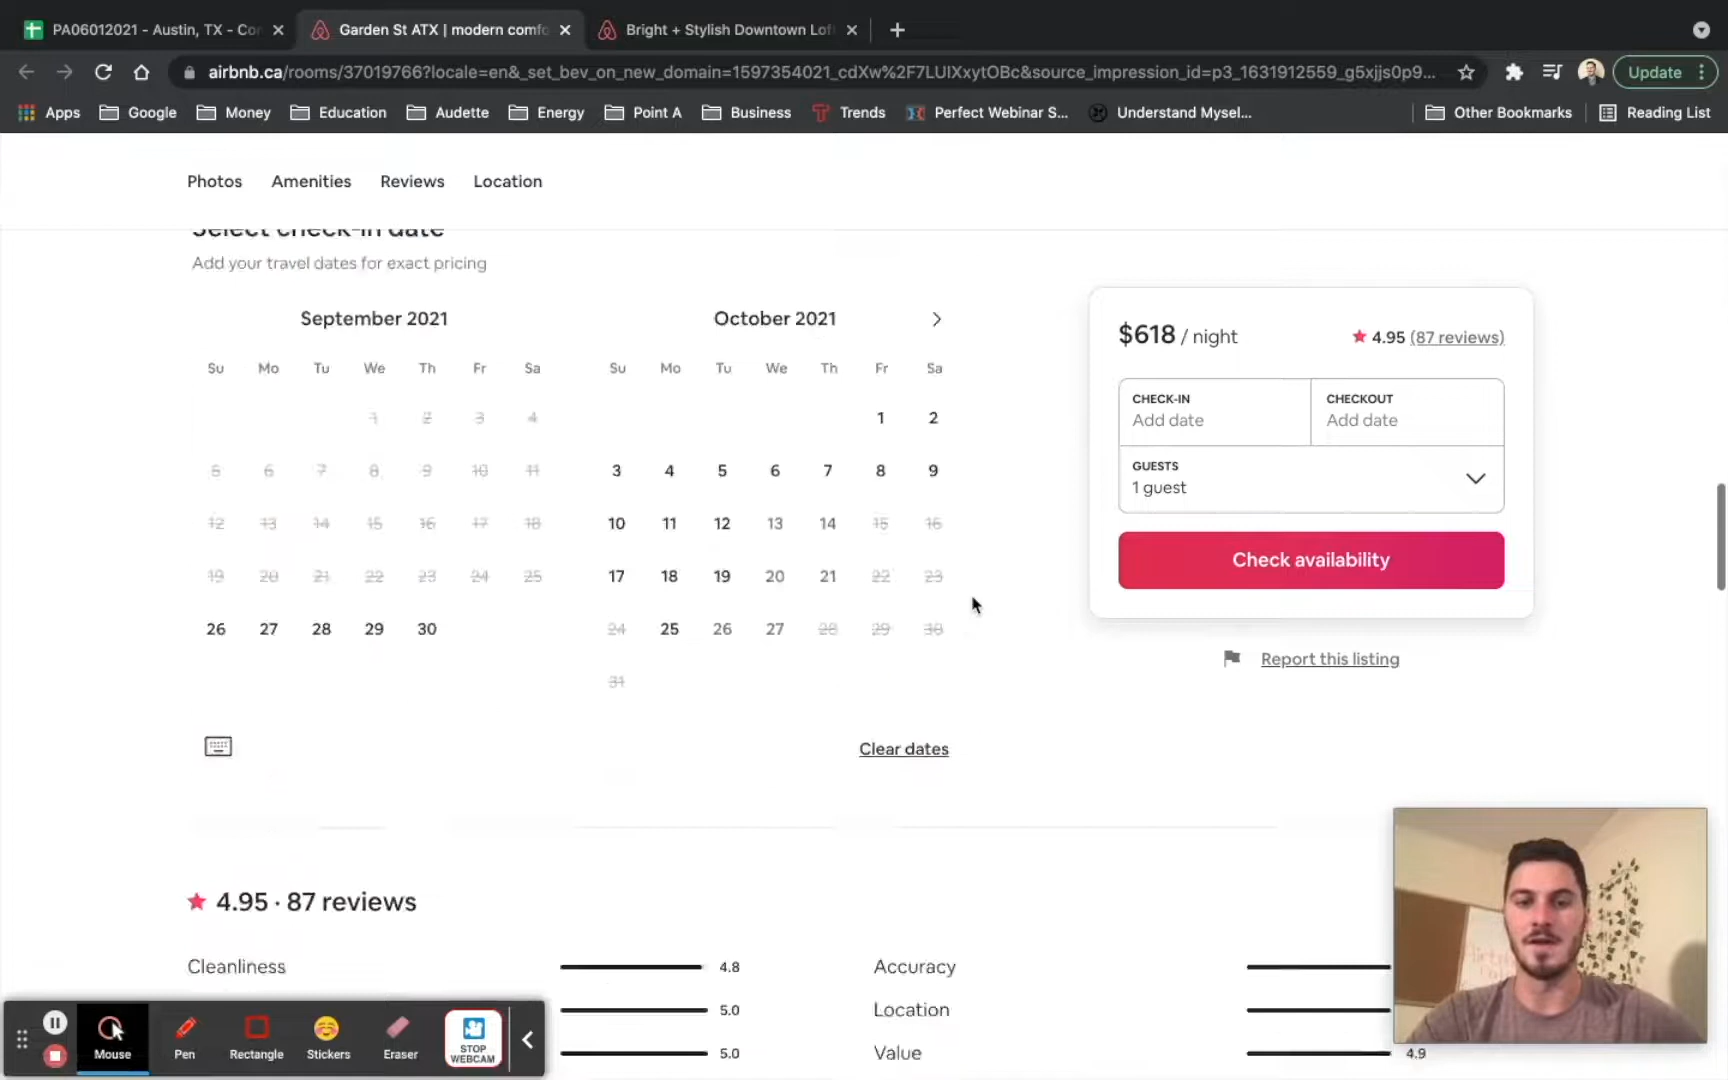 PA06012021 - Austin, TX - Co
Garden St ATX | modern comfo
Bright + Stylish Downtown Lof
airbnb.ca/rooms/37019766?locale=en&_set_bev_on_new_domain=1597354021_cdXw%2F7LUlXxytOBc&source_impression_id=p3_1631912559_g5xjjs0p9...
Update
Apps Google Money Education Audette Energy Point A Business Trends Perfect Webinar S... Understand Mysel... Other Bookmarks Reading List
Photos Amenities Reviews Location
Select check-in date
Add your travel dates for exact pricing
September 2021 October 2021
Su Mo Tu We Th Fr Sa Su Mo Tu We Th Fr Sa
1 2 3 4 1 2
5 6 7 8 9 10 11 3 4 5 6 7 8 9
12 13 14 15 16 17 18 10 11 12 13 14 15 16
19 20 21 22 23 24 25 17 18 19 20 21 22 23
26 27 28 29 30 24 25 26 27 28 29 30
31
Clear dates
$618 / night 4.95 (87 reviews)
CHECK-IN CHECKOUT
Add date Add date
GUESTS
1 guest
Check availability
Report this listing
4.95 · 87 reviews
Cleanliness 4.8 Accuracy
5.0 Location
5.0 Value 4.9
Mouse Pen Rectangle Stickers Eraser STOP
WEBCAM